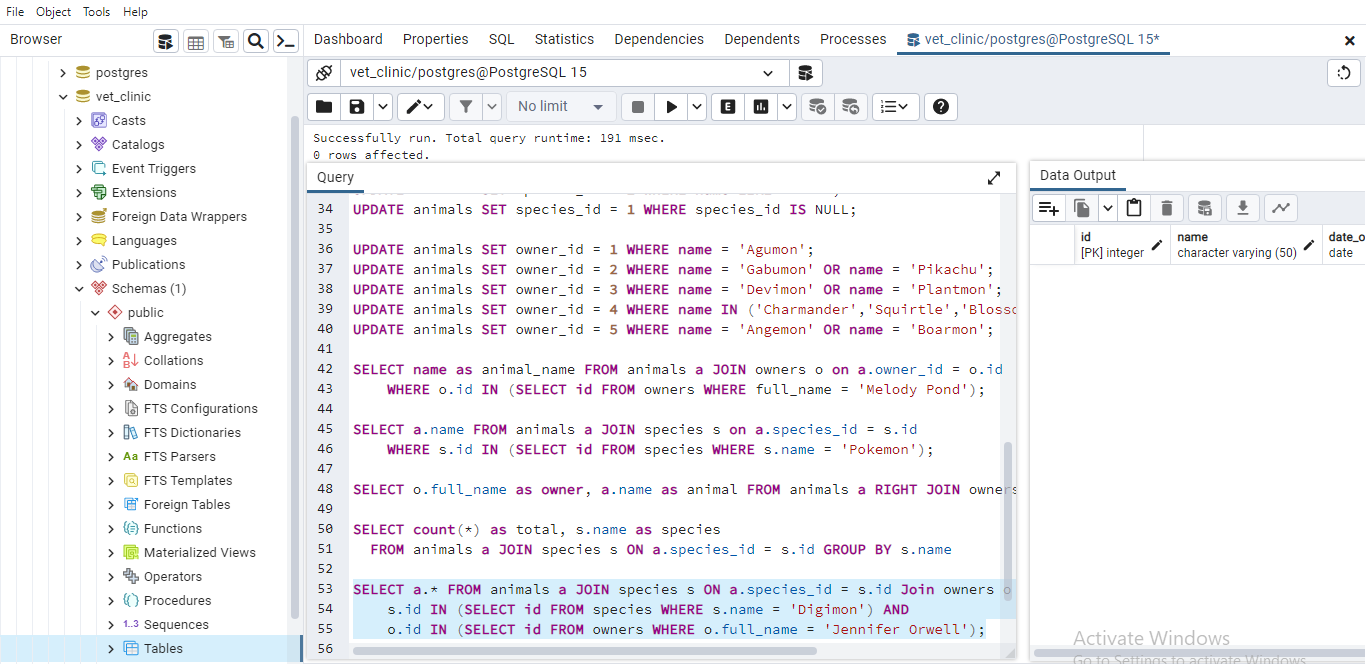 File Object Tools Help
Browser
Dashboard Properties SQL Statistics Dependencies Dependents Processes vet_clinic/postgres@PostgreSQL 15*
postgres
vet_clinic
Casts
Catalogs
Event Triggers
Extensions
Foreign Data Wrappers
Languages
Publications
Schemas (1)
public
Aggregates
Collations
Domains
FTS Configurations
FTS Dictionaries
FTS Parsers
FTS Templates
Foreign Tables
Functions
Materialized Views
Operators
Procedures
1..3 Sequences
Tables
vet_clinic/postgres@PostgreSQL 15
No limit
Successfully run. Total query runtime: 191 msec.
0 rows affected.
Query
34 UPDATE animals SET species_id = 1 WHERE species_id IS NULL;
35
36 UPDATE animals SET owner_id = 1 WHERE name = 'Agumon';
37 UPDATE animals SET owner_id = 2 WHERE name = 'Gabumon' OR name = 'Pikachu';
38 UPDATE animals SET owner_id = 3 WHERE name = 'Devimon' OR name = 'Plantmon';
39 UPDATE animals SET owner_id = 4 WHERE name IN ('Charmander','Squirtle','Blosso
40 UPDATE animals SET owner_id = 5 WHERE name = 'Angemon' OR name = 'Boarmon';
41
42 SELECT name as animal_name FROM animals a JOIN owners o on a.owner_id = o.id
43 WHERE o.id IN (SELECT id FROM owners WHERE full_name = 'Melody Pond');
44
45 SELECT a.name FROM animals a JOIN species s on a.species_id = s.id
46 WHERE s.id IN (SELECT id FROM species WHERE s.name = 'Pokemon');
47
48 SELECT o.full_name as owner, a.name as animal FROM animals a RIGHT JOIN owners
49
50 SELECT count(*) as total, s.name as species
51 FROM animals a JOIN species s ON a.species_id = s.id GROUP BY s.name
52
53 SELECT a.* FROM animals a JOIN species s ON a.species_id = s.id Join owners o
54 s.id IN (SELECT id FROM species WHERE s.name = 'Digimon') AND
55 o.id IN (SELECT id FROM owners WHERE o.full_name = 'Jennifer Orwell');
56
Data Output
id
[PK] integer
name
character varying (50)
date_o
date
Activate Windows
Go to Settings to activate Windows.